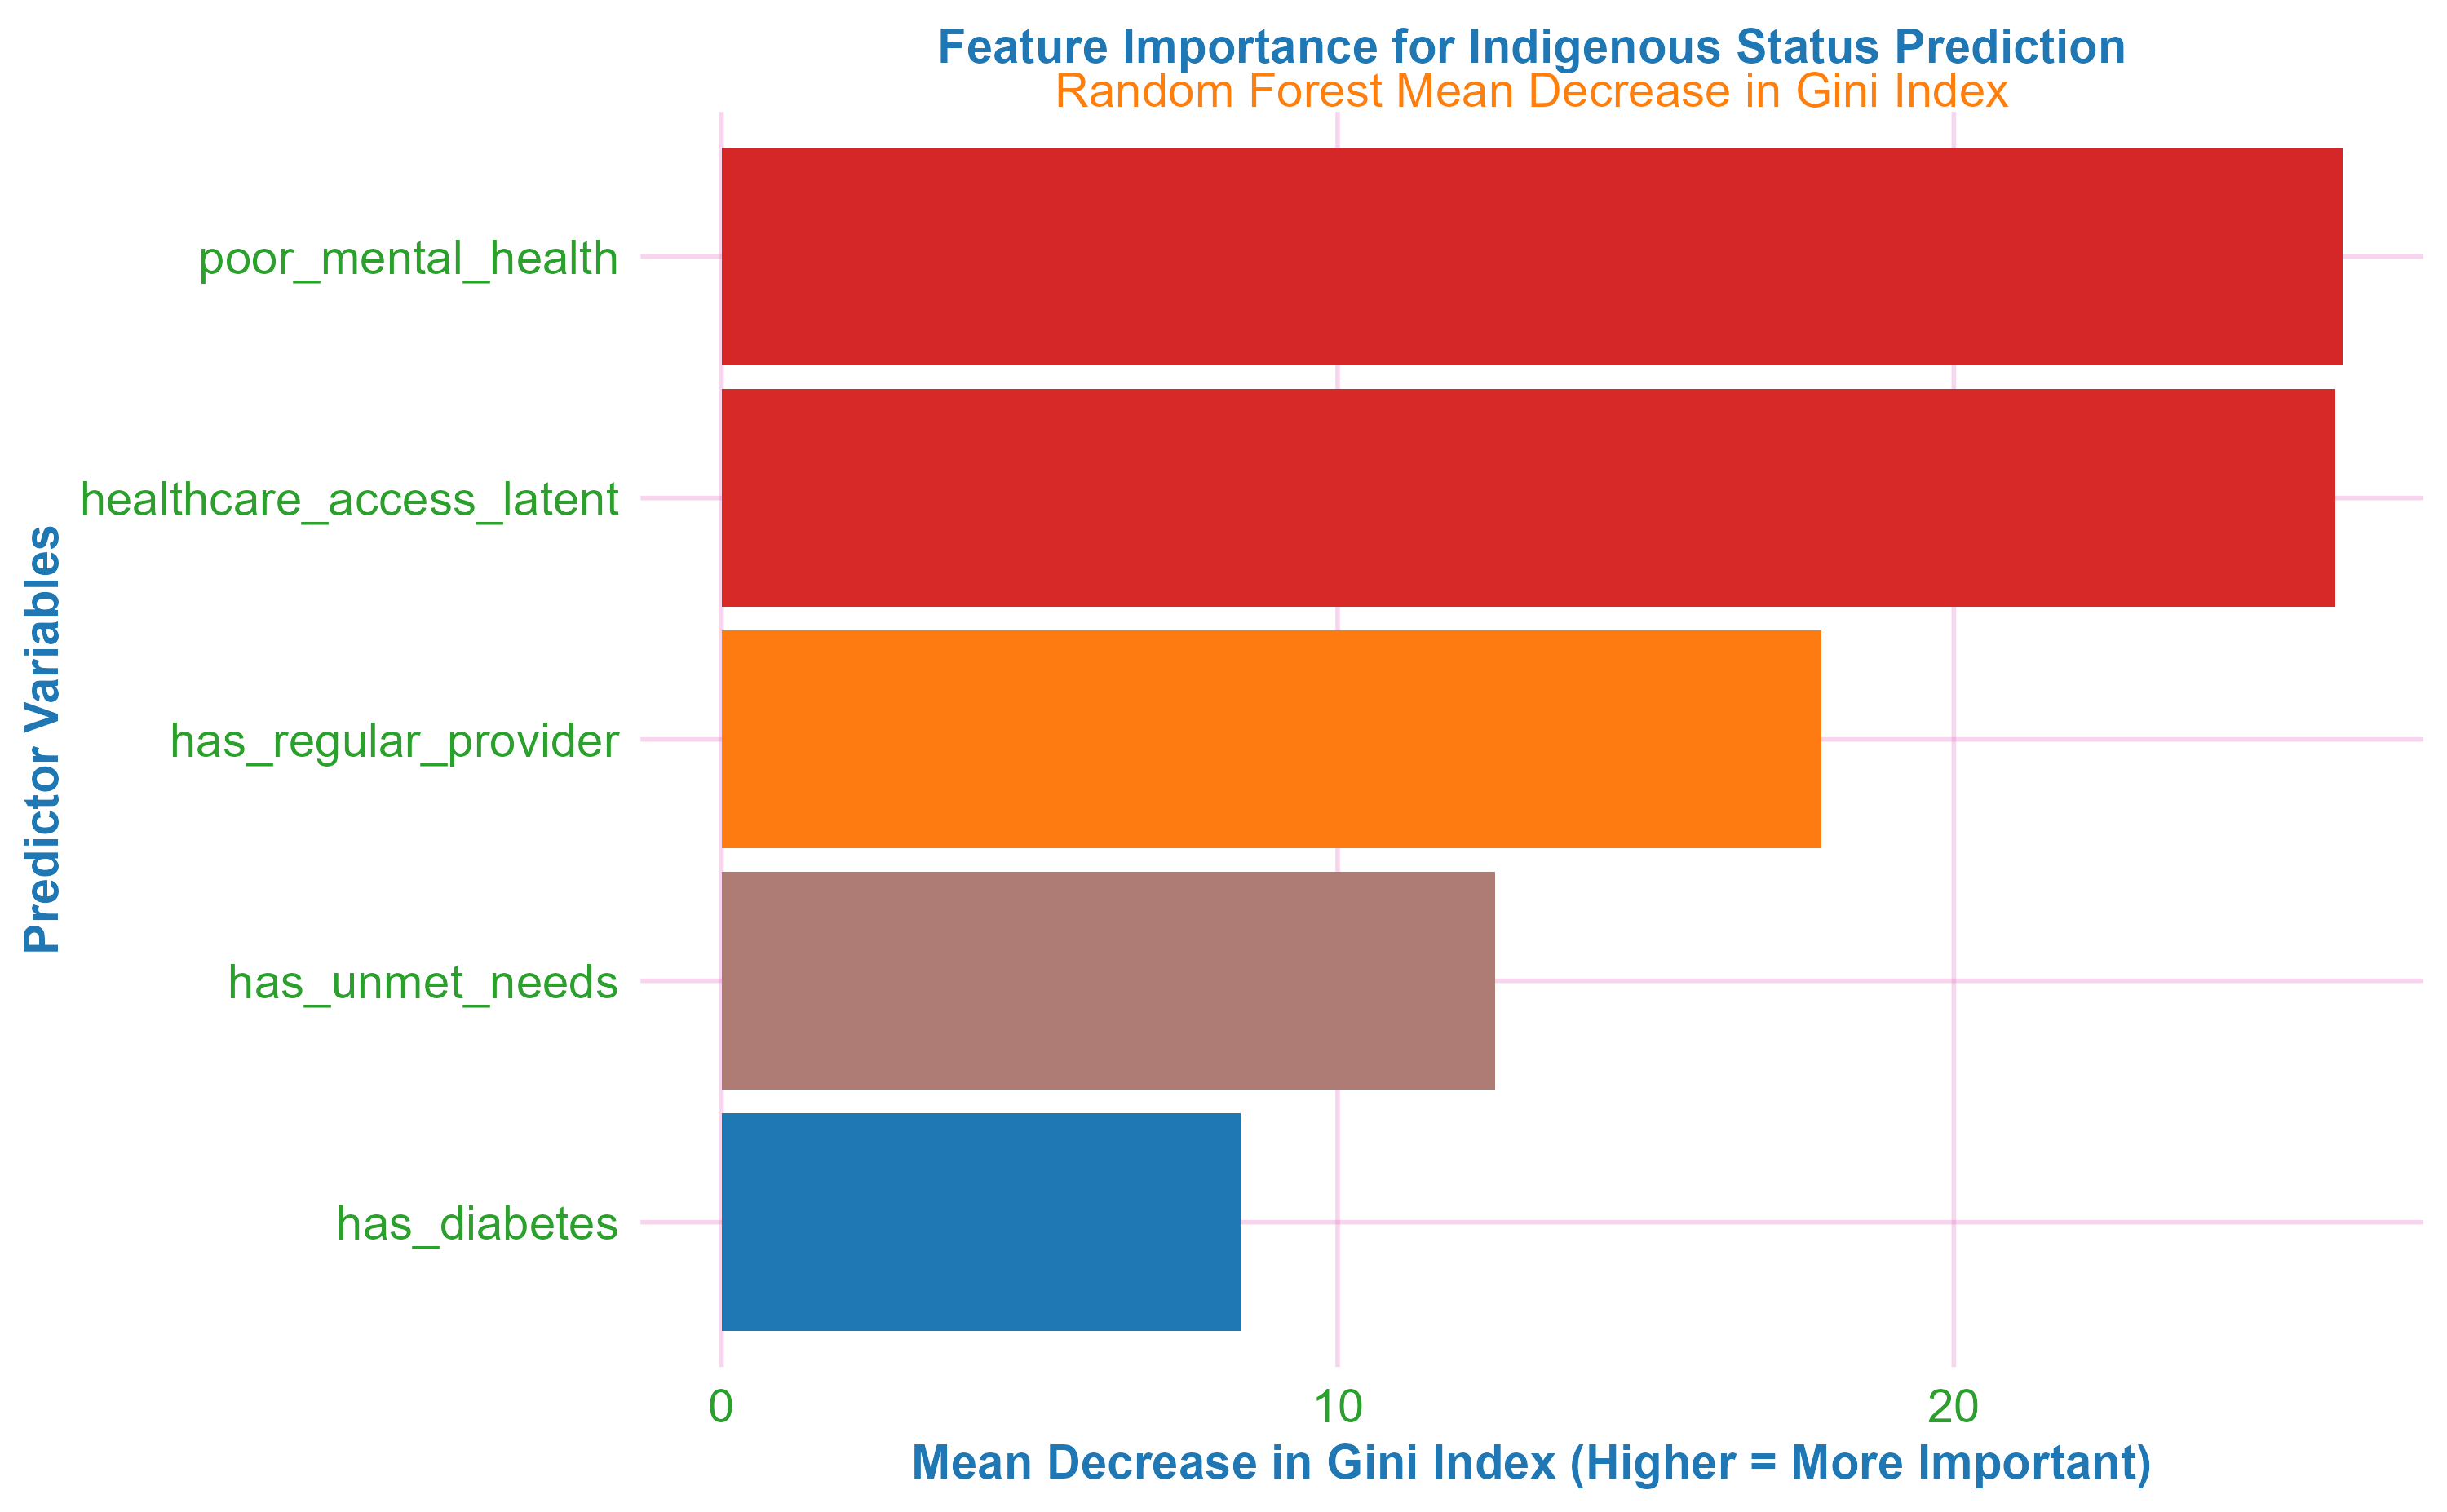 Feature Importance for Indigenous Status Prediction
Random Forest Mean Decrease in Gini Index
Predictor Variables
poor_mental_health
healthcare_access_latent
has_regular_provider
has_unmet_needs
has_diabetes
0 10 20
Mean Decrease in Gini Index (Higher = More Important)